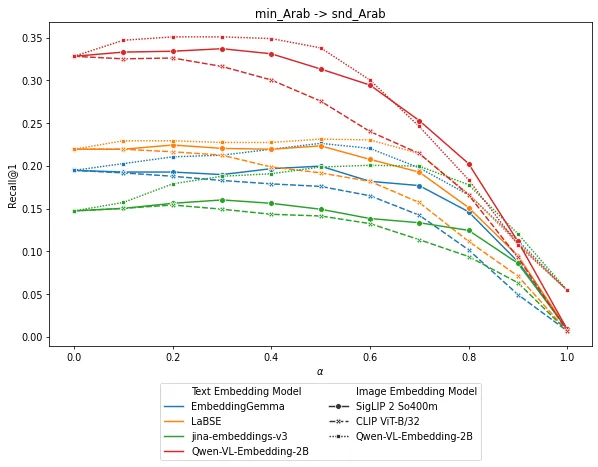 min_Arab -> snd_Arab
Recall@1
0.35
0.30
0.25
0.20
0.15
0.10
0.05
0.00
0.0 0.2 0.4 0.6 0.8 1.0
α
Text Embedding Model Image Embedding Model
EmbeddingGemma SigLIP 2 So400m
LaBSE CLIP ViT-B/32
jina-embeddings-v3 Qwen-VL-Embedding-2B
Qwen-VL-Embedding-2B